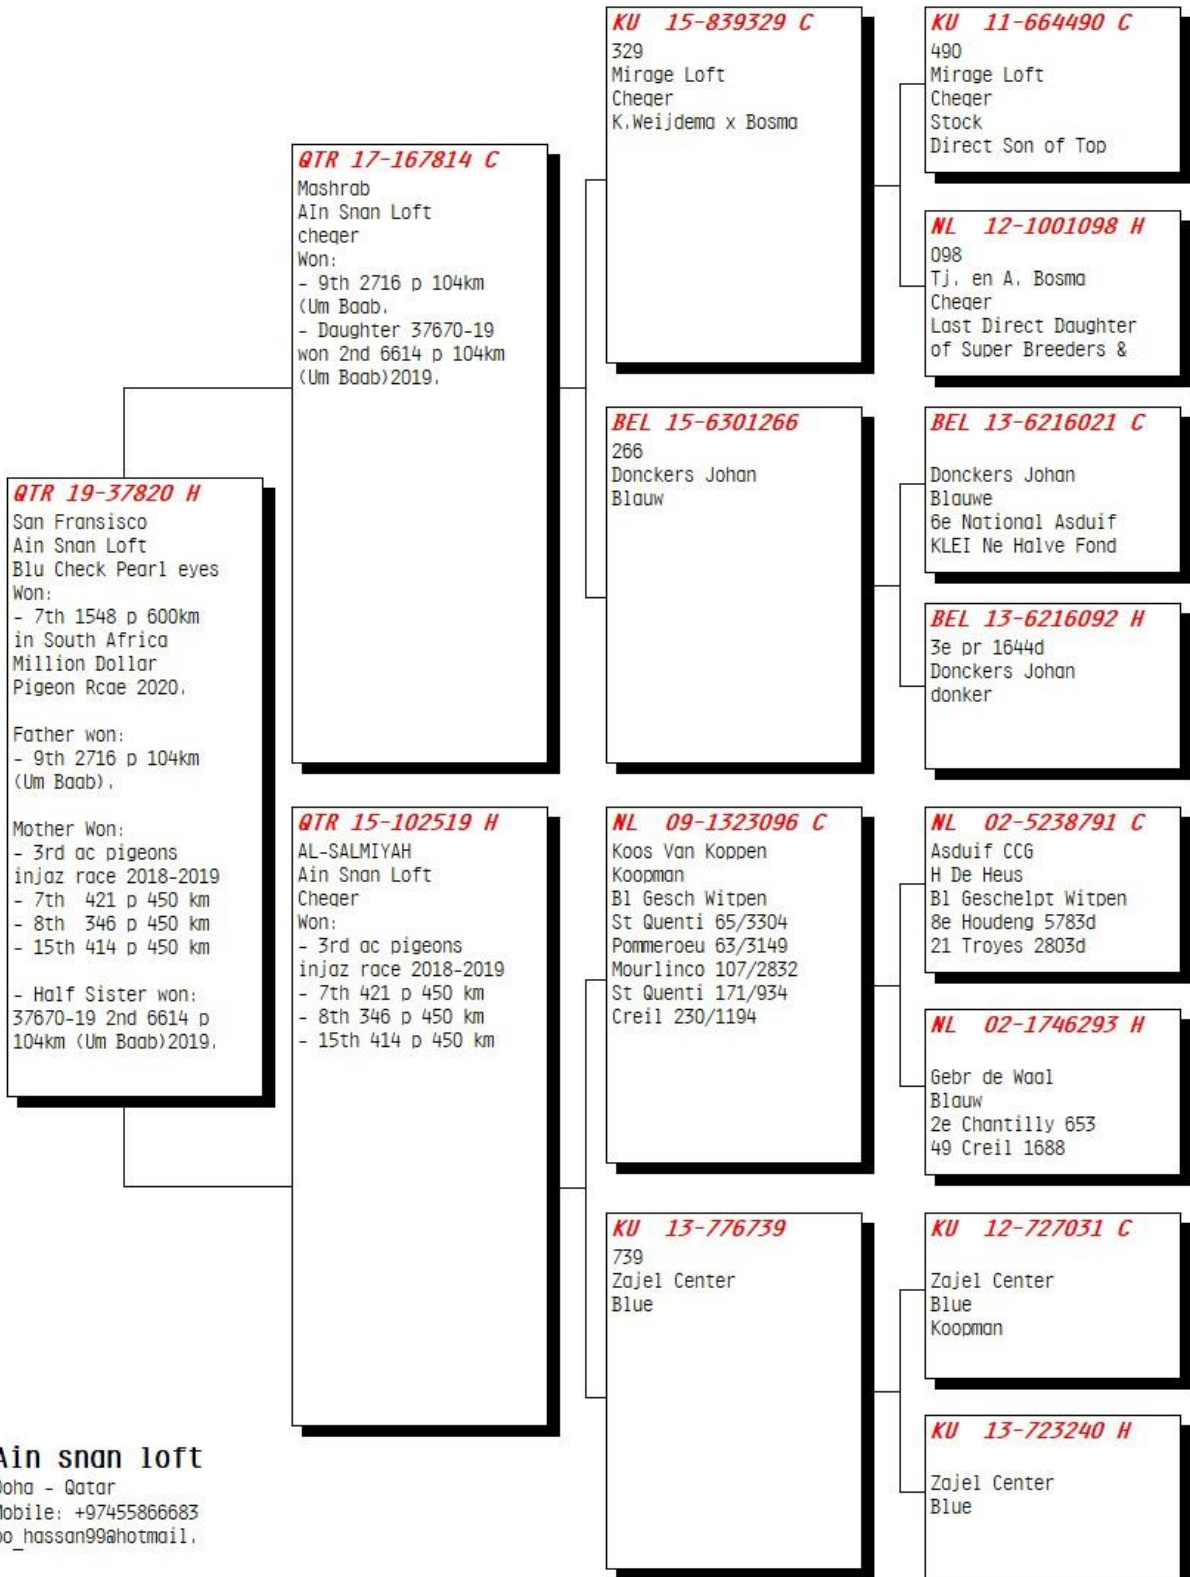 QTR 19-37820 H
San Fransisco
Ain Snan Loft
Blu Check Pearl eyes
Won:
- 7th 1548 p 600km
in South Africa
Million Dollar
Pigeon Rcae 2020.
Father won:
- 9th 2716 p 104km
(Um Baab).
Mother Won:
- 3rd ac pigeons
injaz race 2018-2019
- 7th 421 p 450 km
- 8th 346 p 450 km
- 15th 414 p 450 km
- Half Sister won:
37670-19 2nd 6614 p
104km (Um Baab)2019.
QTR 17-167814 C
Mashrab
AIn Snan Loft
cheqer
Won:
- 9th 2716 p 104km
(Um Baab.
- Daughter 37670-19
won 2nd 6614 p 104km
(Um Baab)2019.
QTR 15-102519 H
AL-SALMIYAH
Ain Snan Loft
Cheqer
Won:
- 3rd ac pigeons
injaz race 2018-2019
- 7th 421 p 450 km
- 8th 346 p 450 km
- 15th 414 p 450 km
KU 15-839329 C
329
Mirage Loft
Cheqer
K.Weijdema x Bosma
BEL 15-6301266
266
Donckers Johan
Blauw
NL 09-1323096 C
Koos Van Koppen
Koopman
Bl Gesch Witpen
St Quenti 65/3304
Pommeroeu 63/3149
Mourlinco 107/2832
St Quenti 171/934
Creil 230/1194
KU 13-776739
739
Zajel Center
Blue
KU 11-664490 C
490
Mirage Loft
Cheqer
Stock
Direct Son of Top
NL 12-1001098 H
098
Tj. en A. Bosma
Cheqer
Last Direct Daughter
of Super Breeders &
BEL 13-6216021 C
Donckers Johan
Blauwe
6e National Asduif
KLEI Ne Halve Fond
BEL 13-6216092 H
3e pr 1644d
Donckers Johan
donker
NL 02-5238791 C
Asduif CCG
H De Heus
Bl Geschelpt Witpen
8e Houdeng 5783d
21 Troyes 2803d
NL 02-1746293 H
Gebr de Waal
Blauw
2e Chantilly 653
49 Creil 1688
KU 12-727031 C
Zajel Center
Blue
Koopman
KU 13-723240 H
Zajel Center
Blue
Ain snan loft
Doha - Qatar
Mobile: +97455866683
bo_hassan99@hotmail.